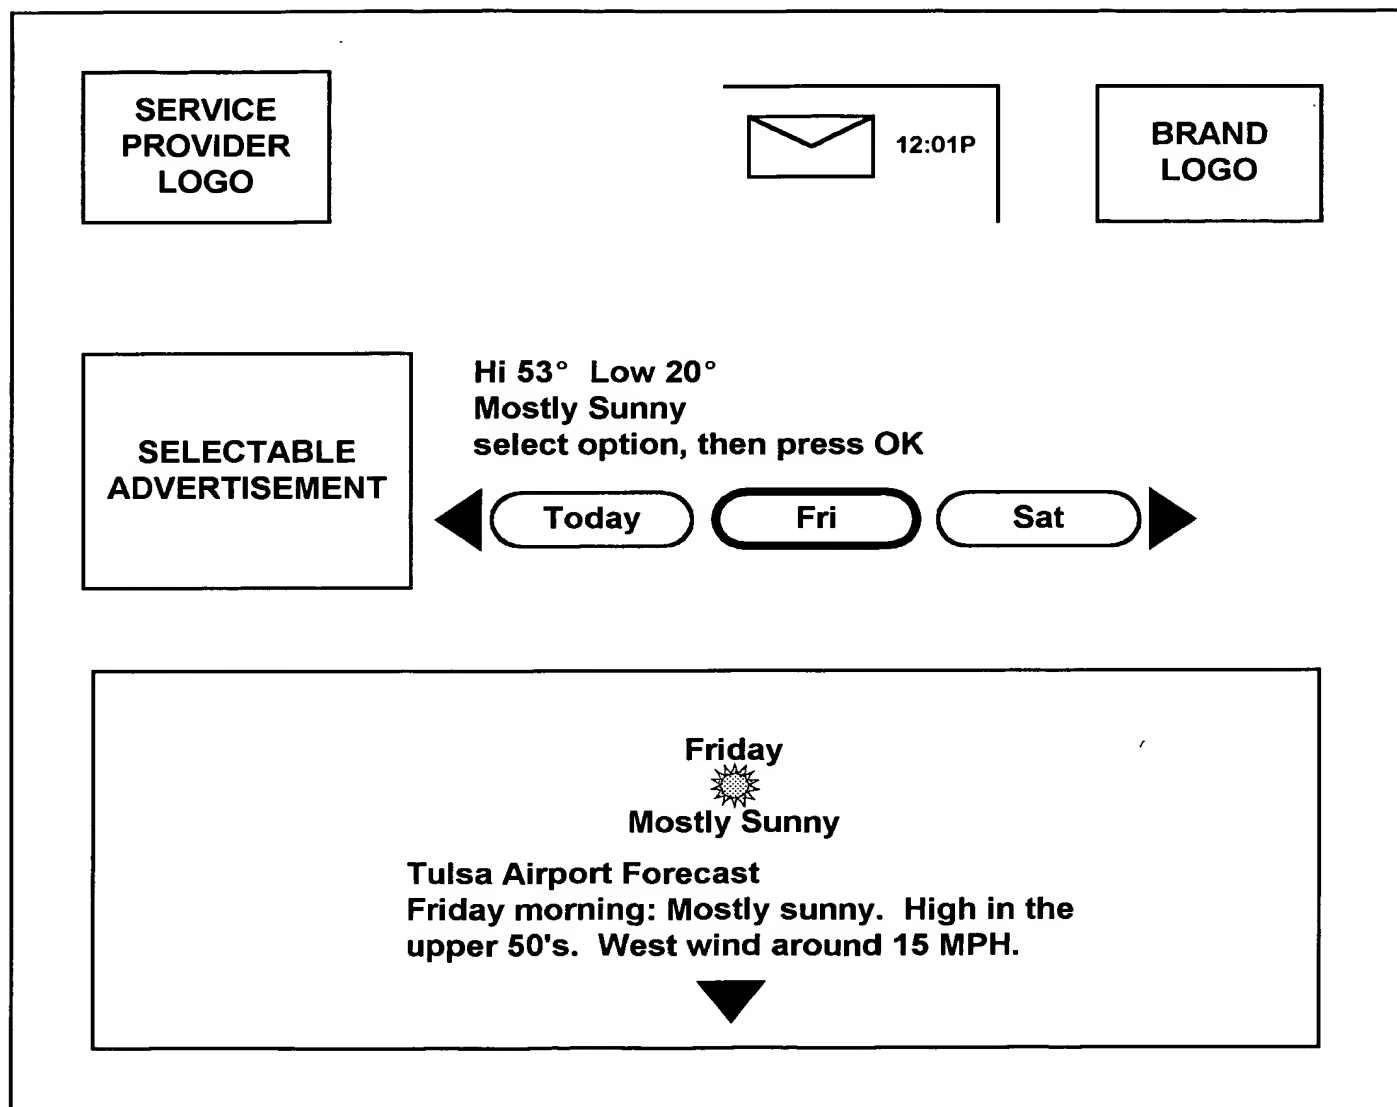 SERVICE
PROVIDER
LOGO
12:01P
BRAND
LOGO
SELECTABLE
ADVERTISEMENT
Hi 53°  Low 20°
Mostly Sunny
select option, then press OK
Today
Fri
Sat
Friday
Mostly Sunny
Tulsa Airport Forecast
Friday morning: Mostly sunny.  High in the
upper 50's.  West wind around 15 MPH.